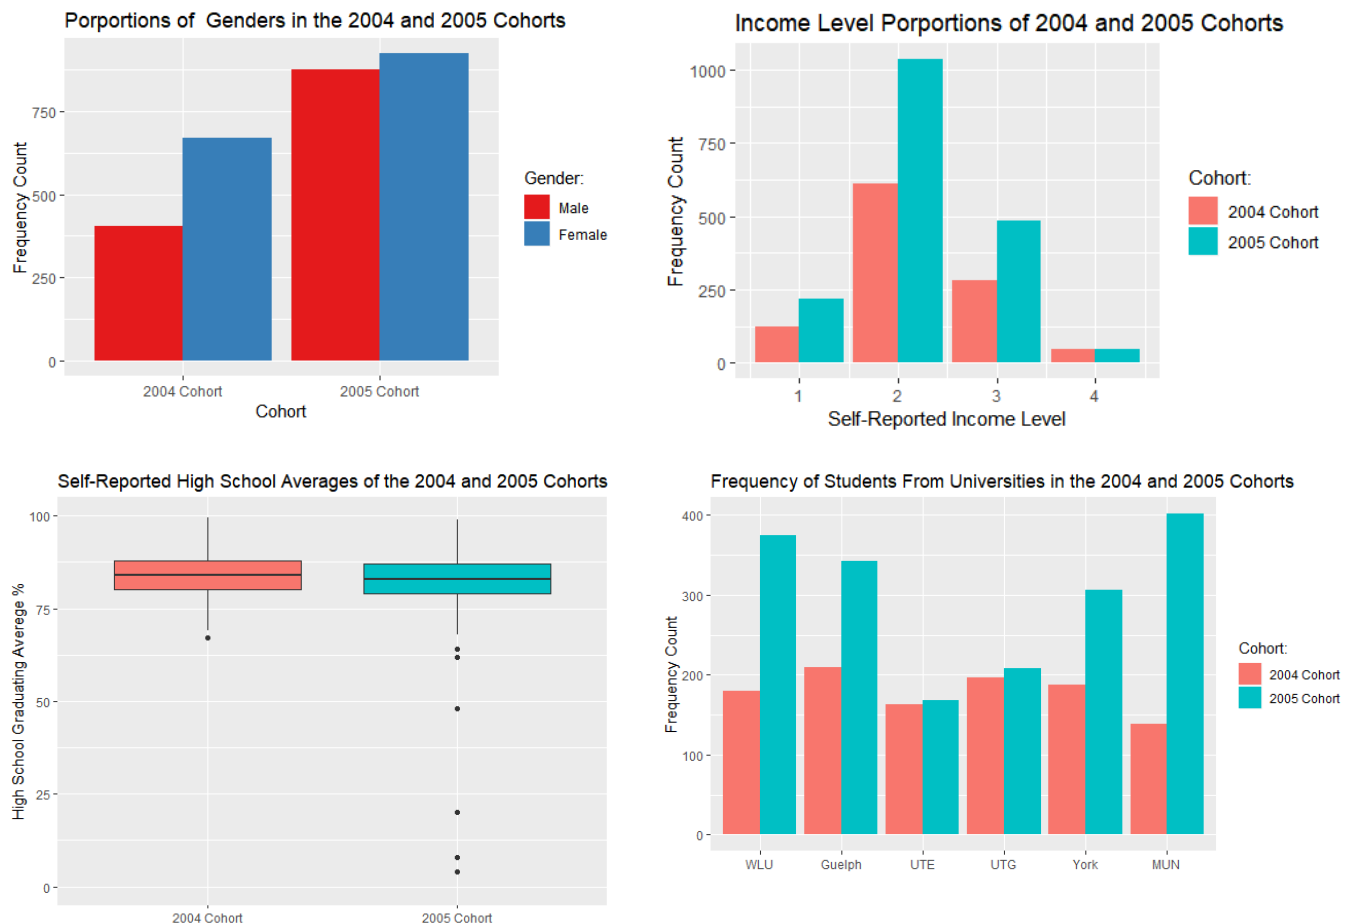 Porportions of  Genders in the 2004 and 2005 Cohorts
Frequency Count
750
500
250
0
2004 Cohort
2005 Cohort
Cohort
Gender:
Male
Female
Income Level Porportions of 2004 and 2005 Cohorts
Frequency Count
1000
750
500
250
0
1
2
3
4
Self-Reported Income Level
Cohort:
2004 Cohort
2005 Cohort
Self-Reported High School Averages of the 2004 and 2005 Cohorts
High School Graduating Averege %
100
75
50
25
0
2004 Cohort
2005 Cohort
Frequency of Students From Universities in the 2004 and 2005 Cohorts
Frequency Count
400
300
200
100
0
WLU
Guelph
UTE
UTG
York
MUN
Cohort:
2004 Cohort
2005 Cohort